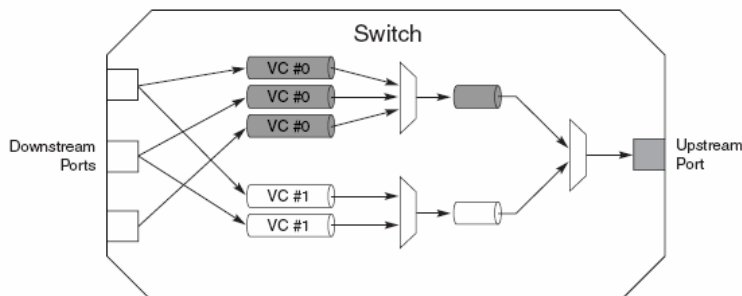 Switch
VC #0
VC #0
VC #0
Downstream
Ports
Upstream
Port
VC #1
VC #1